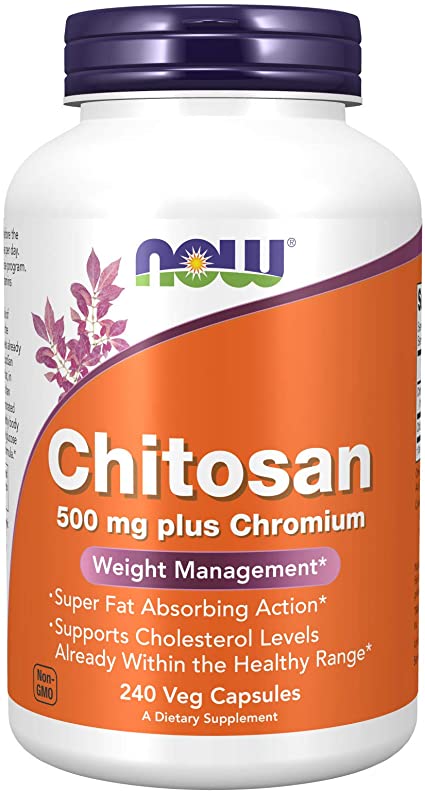 now®
Chitosan
500 mg plus Chromium
Weight Management*
•Super Fat Absorbing Action*
•Supports Cholesterol Levels
Already Within the Healthy Range*
Non-
GMO
240 Veg Capsules
A Dietary Supplement